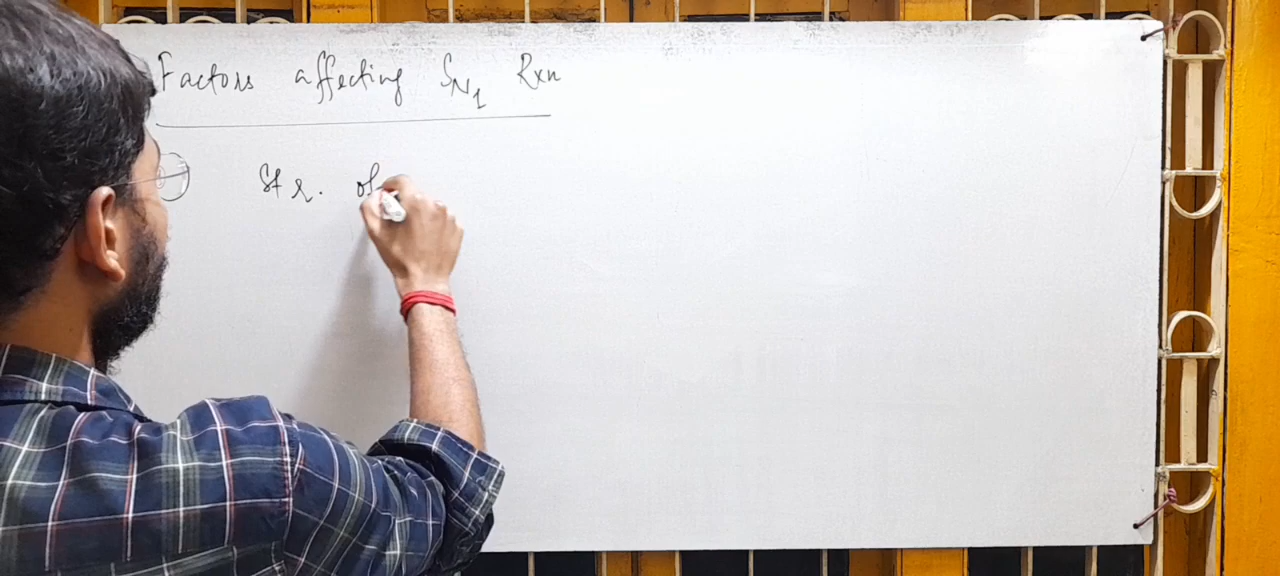 Factors affecting SN1 Rxn
Str. of